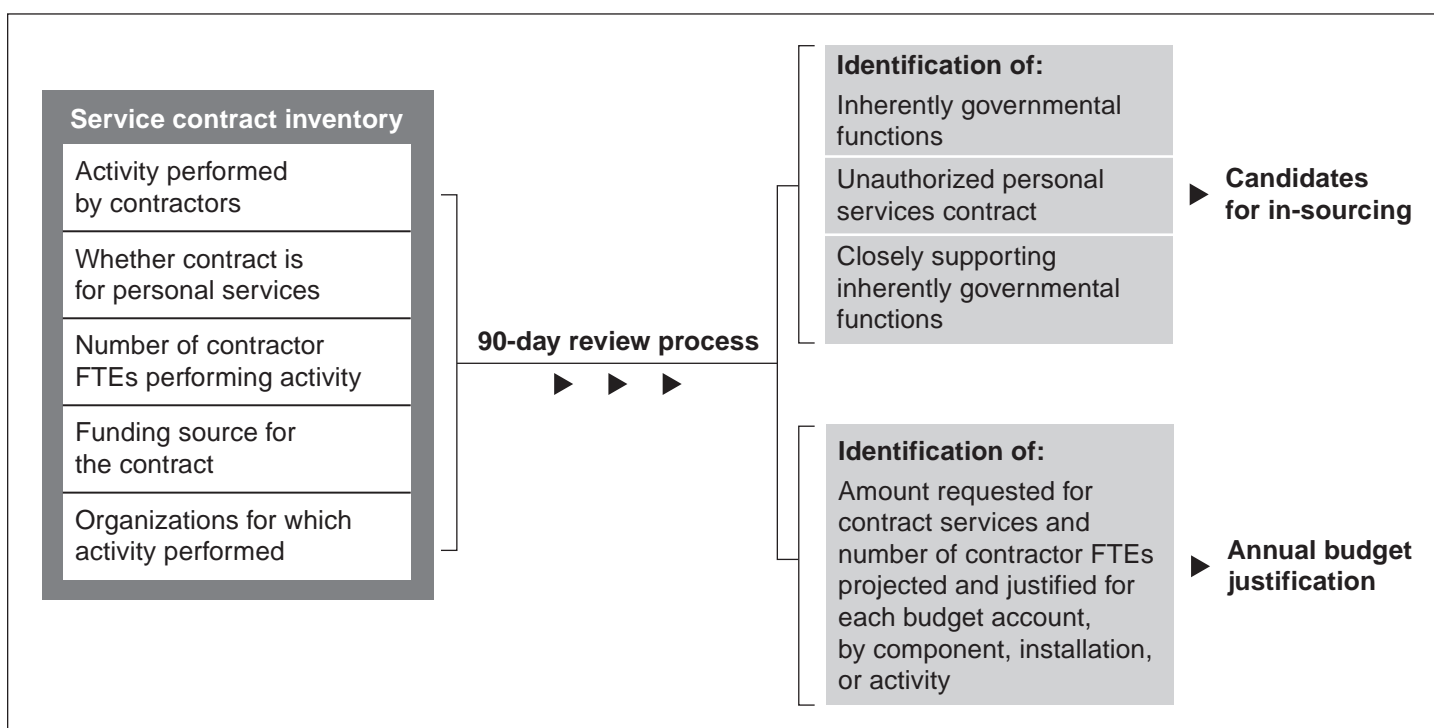 Service contract inventory
Activity performed
by contractors
Whether contract is
for personal services
Number of contractor
FTEs performing activity
Funding source for
the contract
Organizations for which
activity performed
90-day review process
Identification of:
Inherently governmental
functions
Unauthorized personal
services contract
Closely supporting
inherently governmental
functions
Candidates
for in-sourcing
Identification of:
Amount requested for
contract services and
number of contractor FTEs
projected and justified for
each budget account,
by component, installation,
or activity
Annual budget
justification